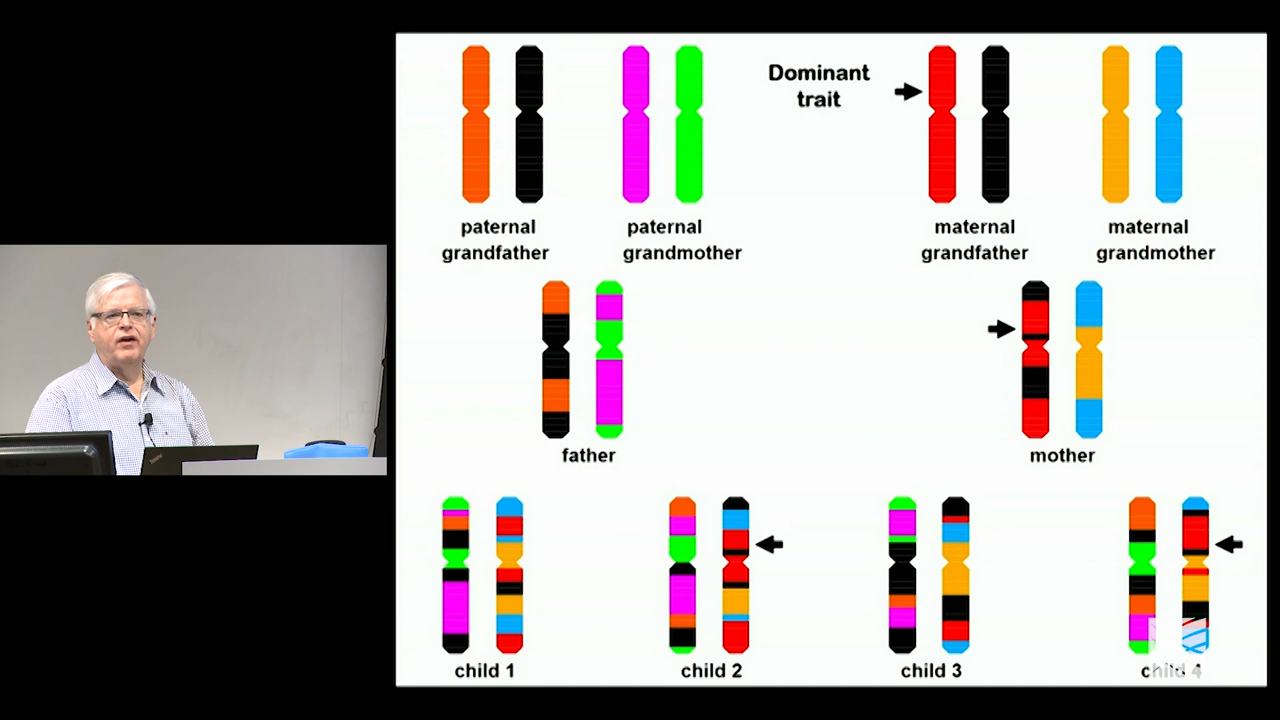 Dominant
trait
paternal
grandfather
paternal
grandmother
maternal
grandfather
maternal
grandmother
father
mother
child 1
child 2
child 3
child 4